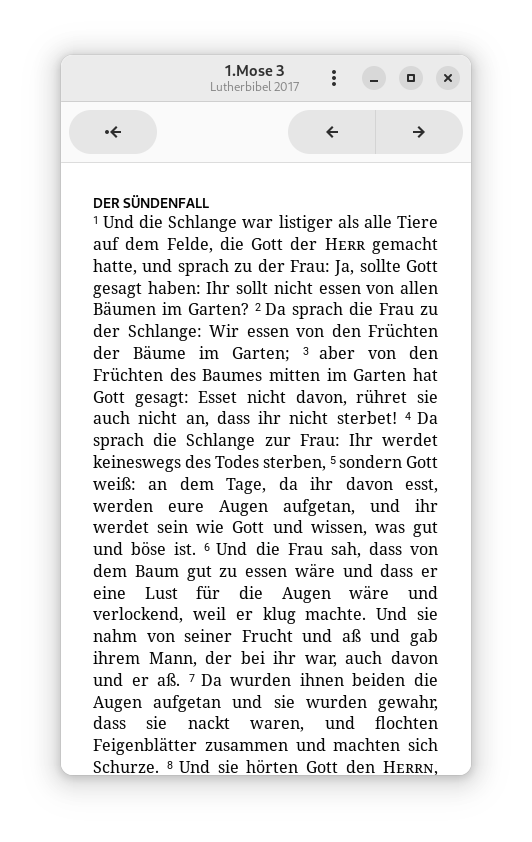 1.Mose 3
Lutherbibel 2017
DER SÜNDENFALL
1 Und die Schlange war listiger als alle Tiere
auf dem Felde, die Gott der HERR gemacht
hatte, und sprach zu der Frau: Ja, sollte Gott
gesagt haben: Ihr sollt nicht essen von allen
Bäumen im Garten? 2 Da sprach die Frau zu
der Schlange: Wir essen von den Früchten
der Bäume im Garten; 3 aber von den
Früchten des Baumes mitten im Garten hat
Gott gesagt: Esset nicht davon, rühret sie
auch nicht an, dass ihr nicht sterbet! 4 Da
sprach die Schlange zur Frau: Ihr werdet
keineswegs des Todes sterben, 5 sondern Gott
weiß: an dem Tage, da ihr davon esst,
werden eure Augen aufgetan, und ihr
werdet sein wie Gott und wissen, was gut
und böse ist. 6 Und die Frau sah, dass von
dem Baum gut zu essen wäre und dass er
eine Lust für die Augen wäre und
verlockend, weil er klug machte. Und sie
nahm von seiner Frucht und aß und gab
ihrem Mann, der bei ihr war, auch davon
und er aß. 7 Da wurden ihnen beiden die
Augen aufgetan und sie wurden gewahr,
dass sie nackt waren, und flochten
Feigenblätter zusammen und machten sich
Schurze. 8 Und sie hörten Gott den HERRN,